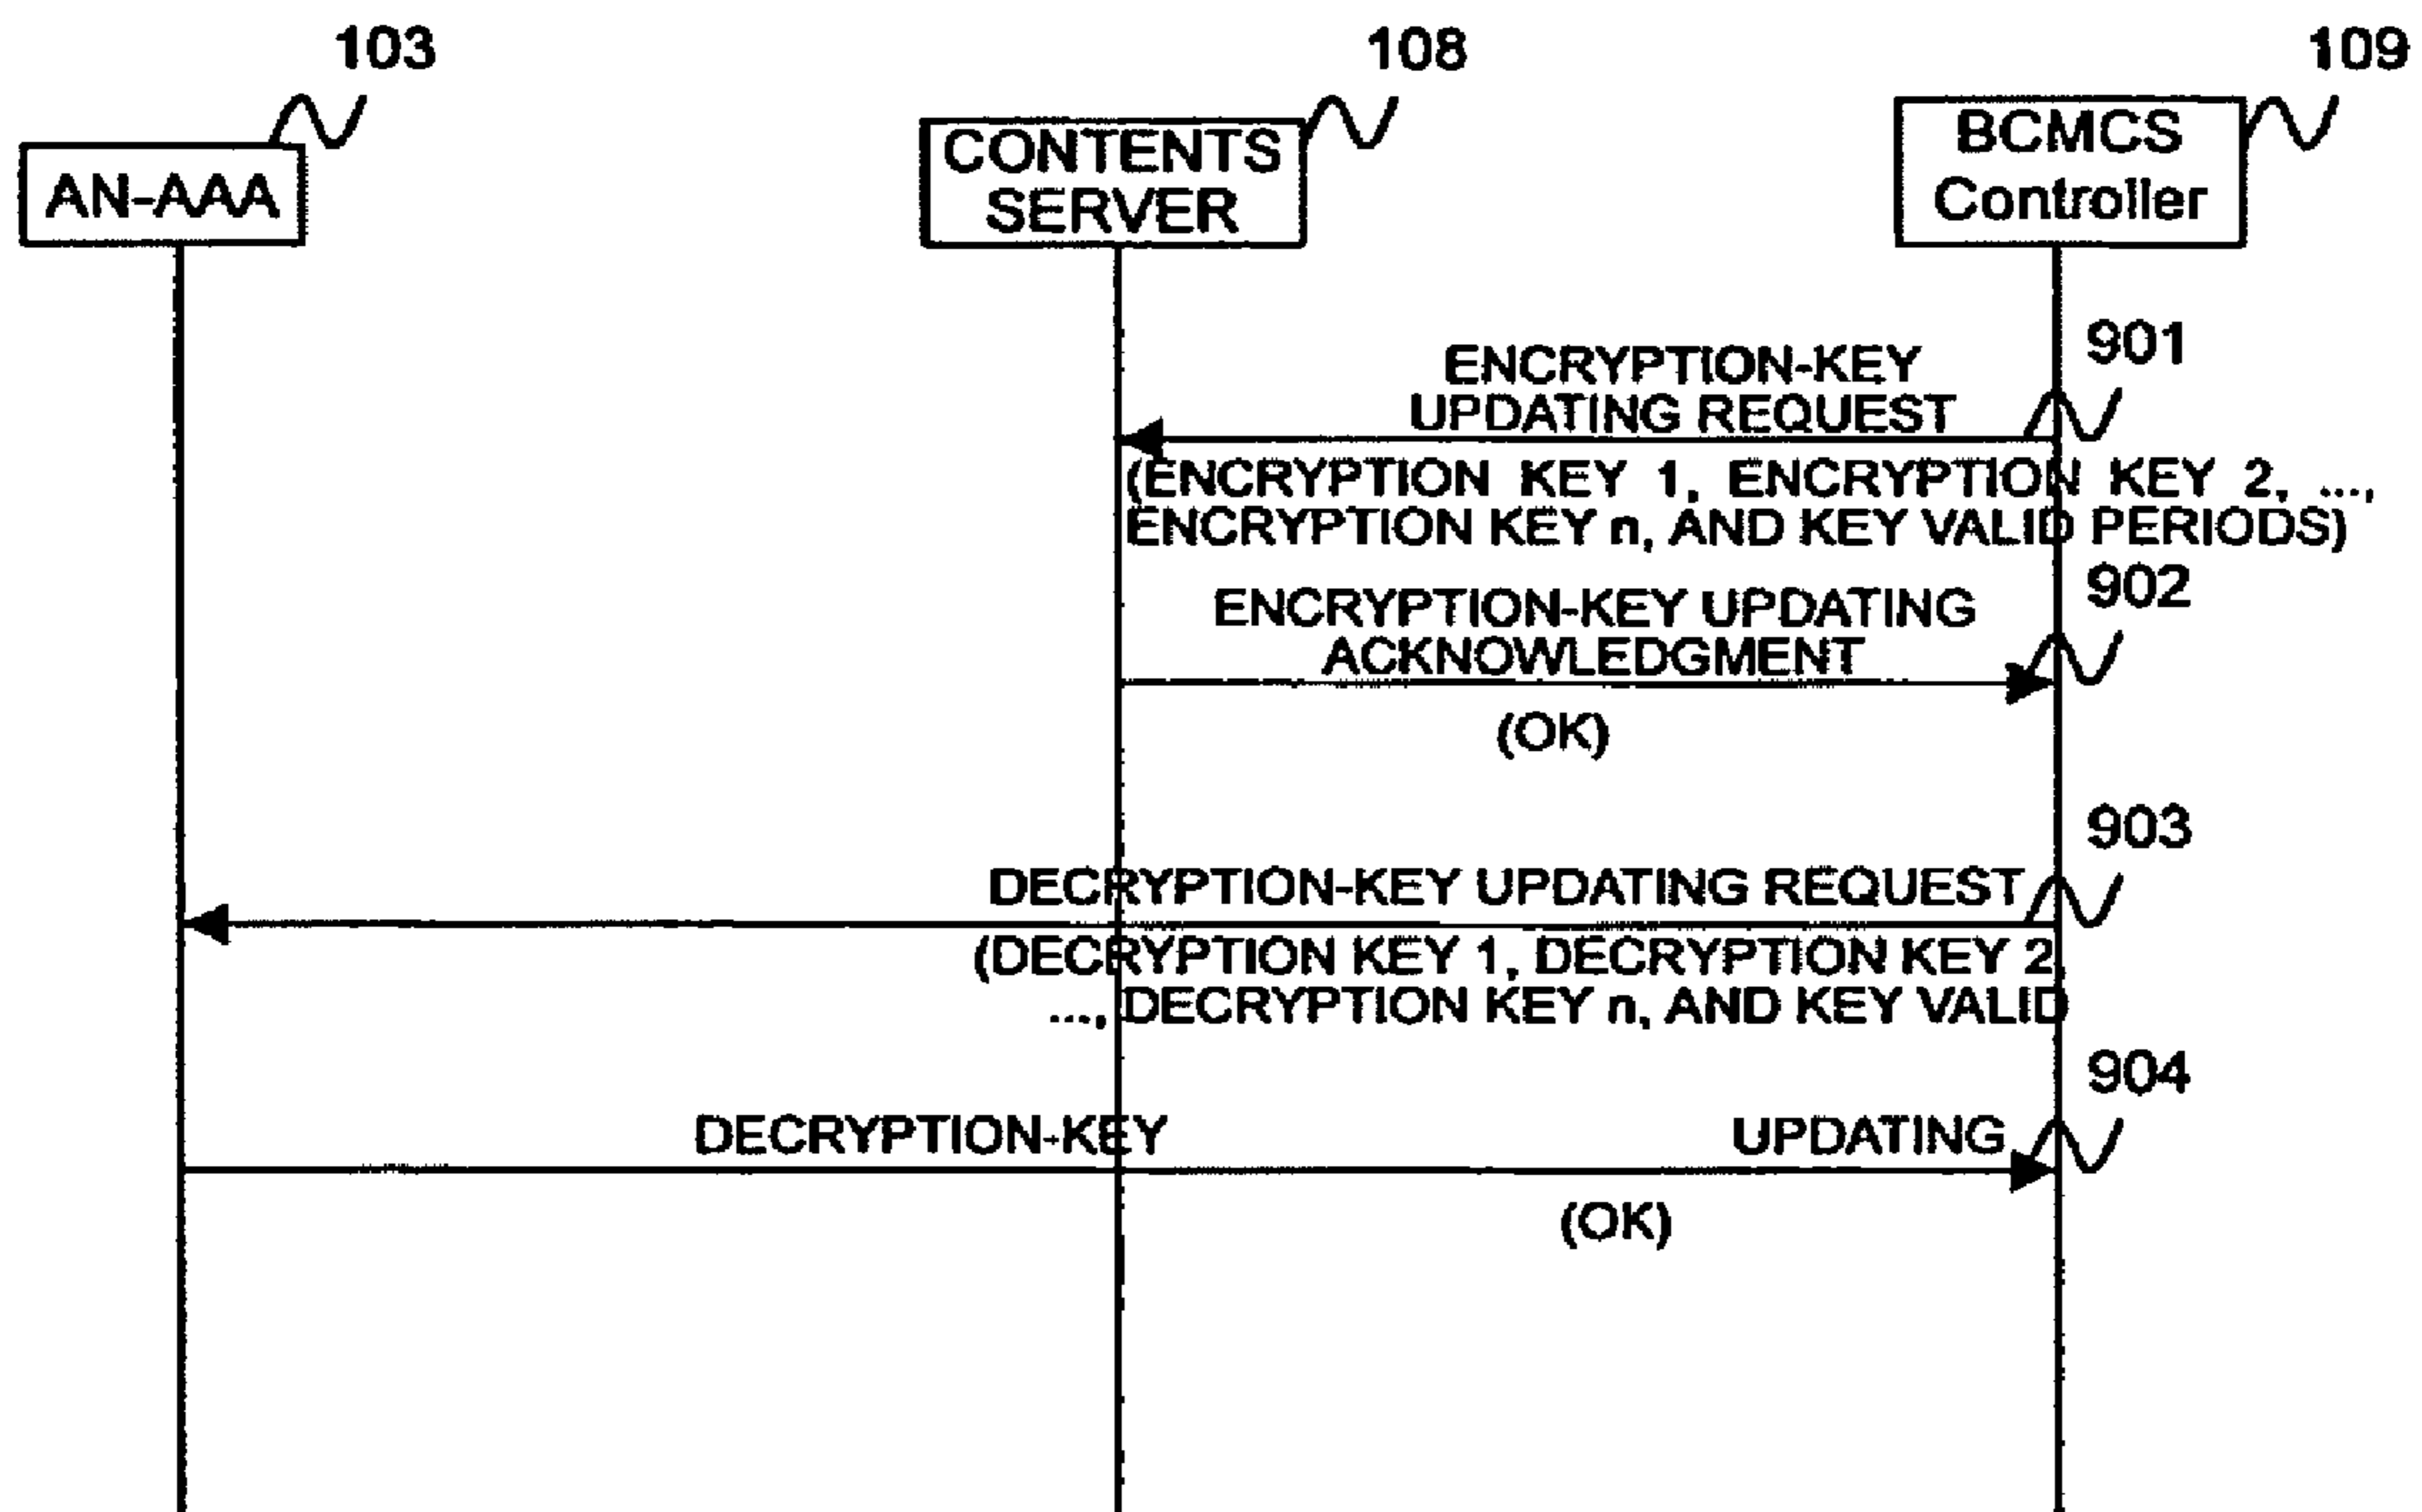 103
108
109
AN-AAA
CONTENTS
SERVER
BCMCS
Controller
901
ENCRYPTION-KEY
UPDATING REQUEST
(ENCRYPTION KEY 1, ENCRYPTION KEY 2, ...,
ENCRYPTION KEY n, AND KEY VALID PERIODS)
902
ENCRYPTION-KEY UPDATING
ACKNOWLEDGMENT
(OK)
903
DECRYPTION-KEY UPDATING REQUEST
(DECRYPTION KEY 1, DECRYPTION KEY 2,
..., DECRYPTION KEY n, AND KEY VALID
904
DECRYPTION-KEY UPDATING
(OK)